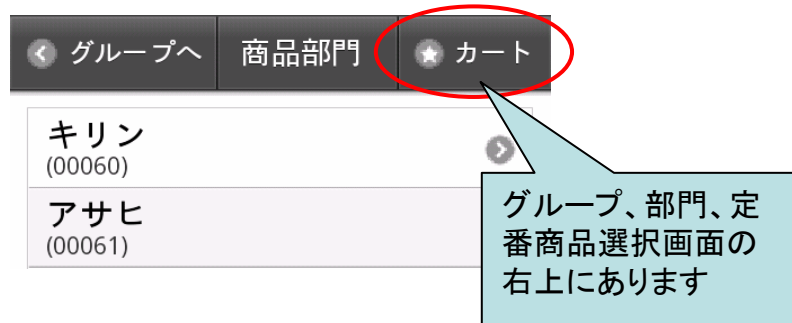 グループへ 商品部門 カート
キリン
(00060)
アサヒ
(00061)
グループ、部門、定
番商品選択画面の
右上にあります